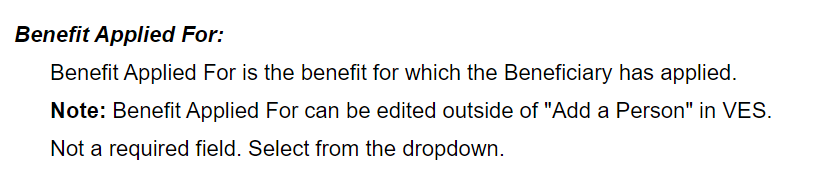 Benefit Applied For:
Benefit Applied For is the benefit for which the Beneficiary has applied.
Note: Benefit Applied For can be edited outside of "Add a Person" in VES.
Not a required field. Select from the dropdown.